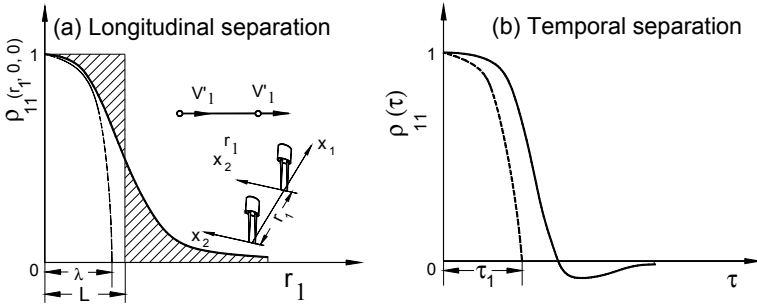 (a) Longitudinal separation
1
ρ11(r1, 0, 0)
V'1 V'1
r1
x2
x1
r1
x2
0
λ
L
r1
(b) Temporal separation
1
ρ11(τ)
0
τ1
τ